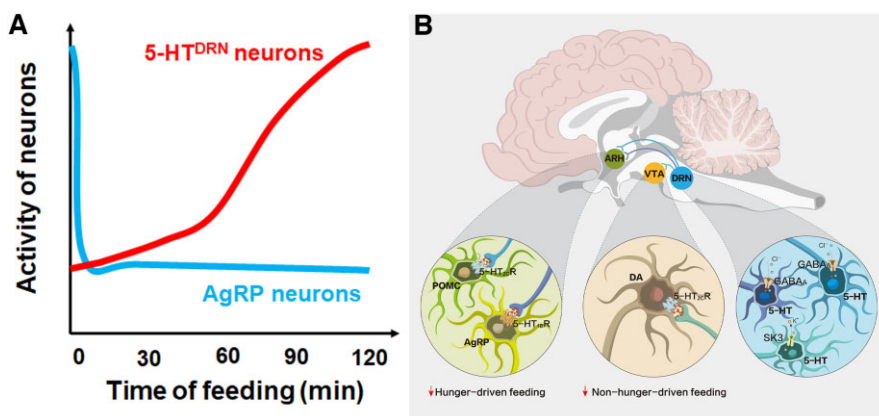 A
5-HT^DRN neurons
Activity of neurons
AgRP neurons
0 30 60 90 120
Time of feeding (min)
B
ARH
VTA
DRN
5-HT2CR
POMC
5-HT1BR
AgRP
DA
5-HT2CR
Cl⁻
Cl⁻
GABA
GABAA
5-HT
5-HT
K⁺
SK3
5-HT
↓Hunger-driven feeding
↓ Non-hunger-driven feeding